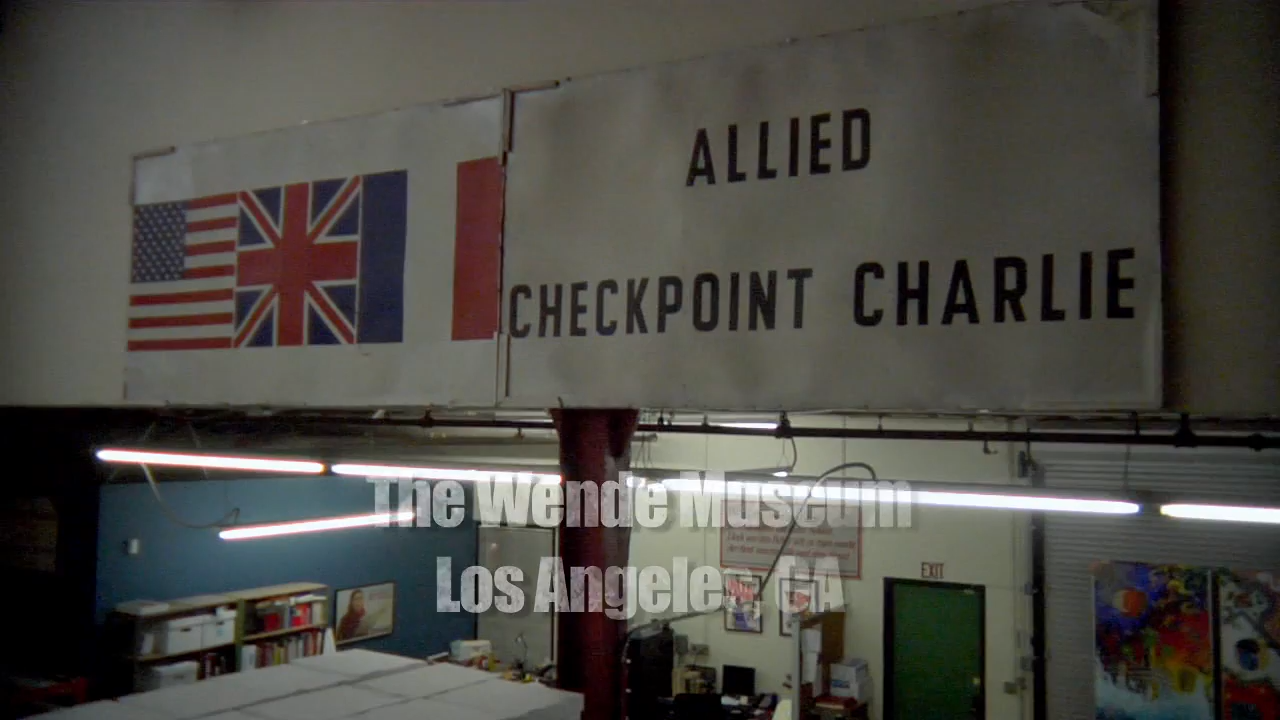 ALLIED
CHECKPOINT CHARLIE
The Wende Museum
Los Angeles, CA
EXIT